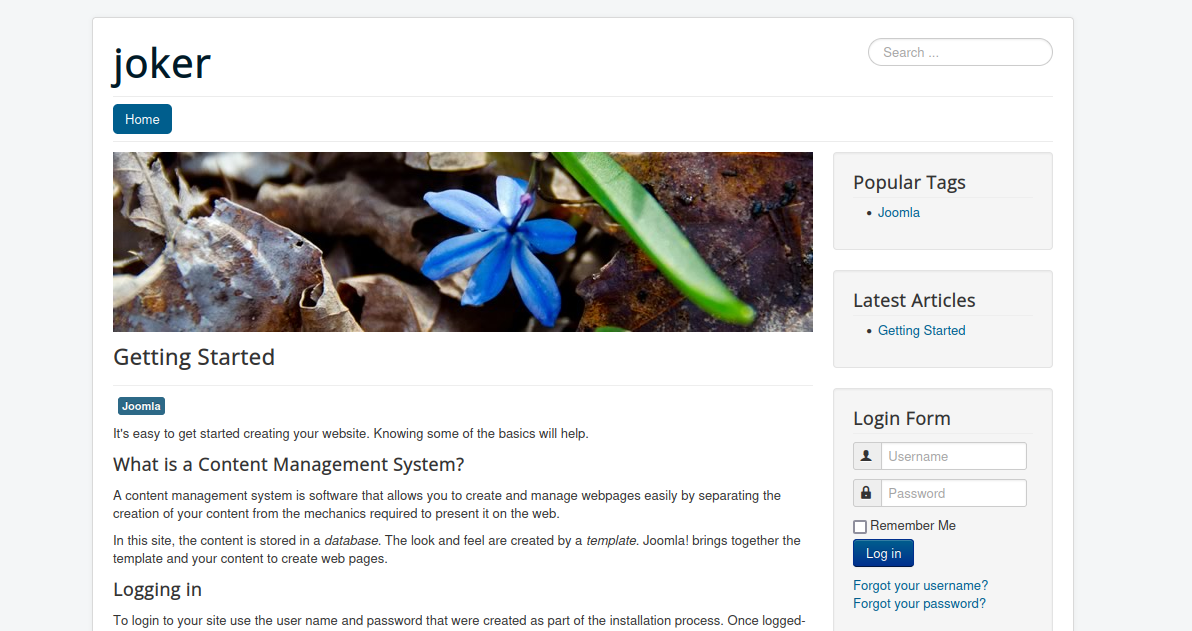 joker
Search ...
Home
Getting Started
Joomla
It's easy to get started creating your website. Knowing some of the basics will help.
What is a Content Management System?
A content management system is software that allows you to create and manage webpages easily by separating the
creation of your content from the mechanics required to present it on the web.
In this site, the content is stored in a database. The look and feel are created by a template. Joomla! brings together the
template and your content to create web pages.
Logging in
To login to your site use the user name and password that were created as part of the installation process. Once logged-
Popular Tags
Joomla
Latest Articles
Getting Started
Login Form
Username
Password
Remember Me
Log in
Forgot your username?
Forgot your password?